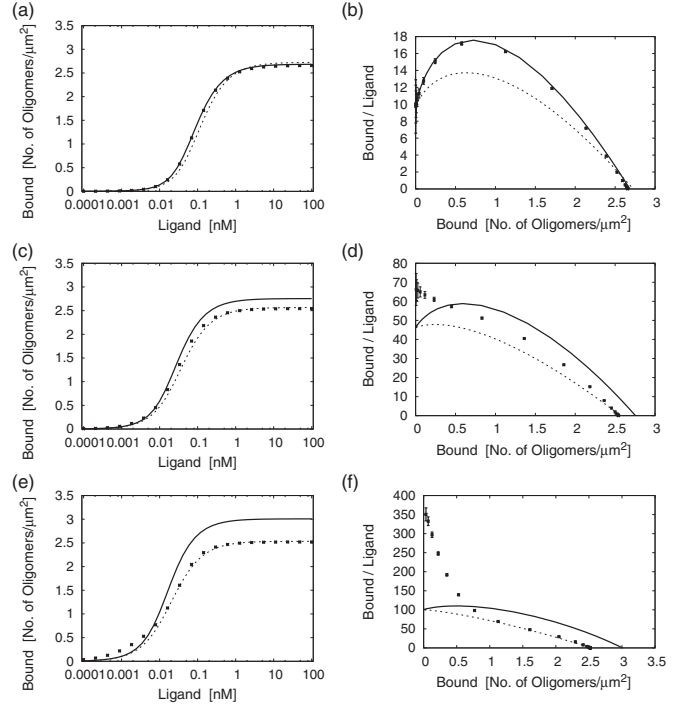 (a)
3.5
3
2.5
2
1.5
1
0.5
0
0.0001 0.001 0.01 0.1 1 10 100
Bound [No. of Oligomers/μm²]
Ligand [nM]
(b)
18
16
14
12
10
8
6
4
2
0
0 0.5 1 1.5 2 2.5 3
Bound / Ligand
Bound [No. of Oligomers/μm²]
(c)
3.5
3
2.5
2
1.5
1
0.5
0
0.0001 0.001 0.01 0.1 1 10 100
Bound [No. of Oligomers/μm²]
Ligand [nM]
(d)
80
70
60
50
40
30
20
10
0
0 0.5 1 1.5 2 2.5 3
Bound / Ligand
Bound [No. of Oligomers/μm²]
(e)
3.5
3
2.5
2
1.5
1
0.5
0
0.0001 0.001 0.01 0.1 1 10 100
Bound [No. of Oligomers/μm²]
Ligand [nM]
(f)
400
350
300
250
200
150
100
50
0
0 0.5 1 1.5 2 2.5 3 3.5
Bound / Ligand
Bound [No. of Oligomers/μm²]